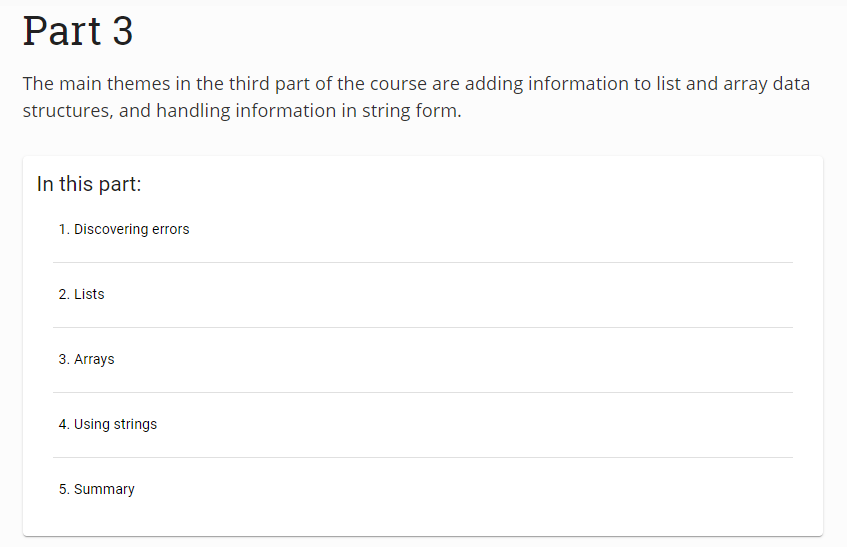 Part 3
The main themes in the third part of the course are adding information to list and array data
structures, and handling information in string form.
In this part:
1. Discovering errors
2. Lists
3. Arrays
4. Using strings
5. Summary